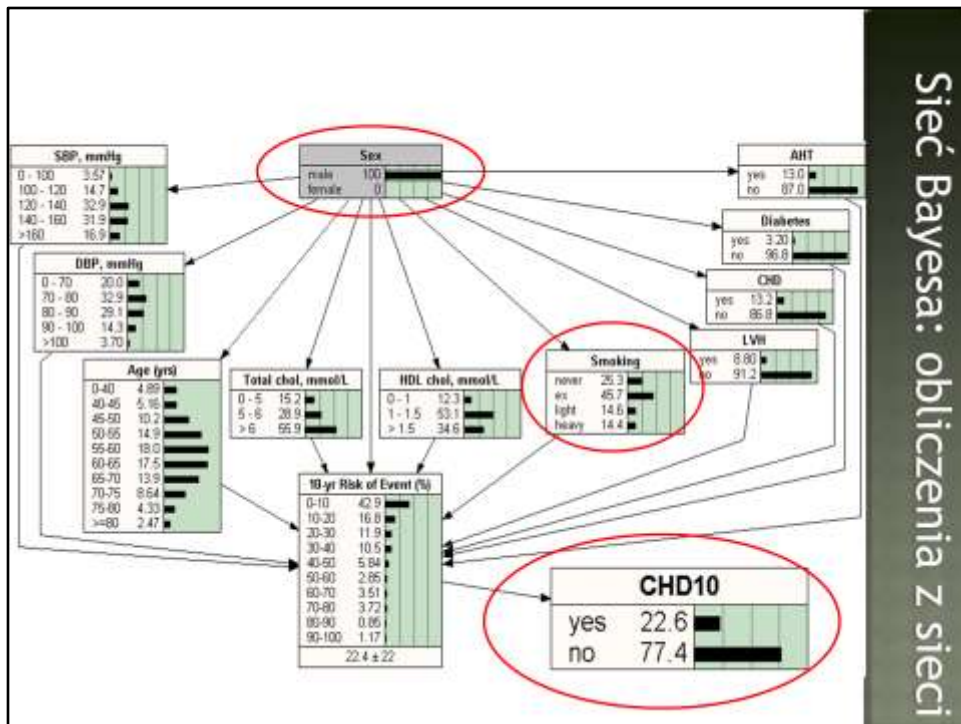 Sieć Bayesa: obliczenia z sieci
SBP, mmHg
0 - 100 3.57
100 - 120 14.7
120 - 140 32.9
140 - 160 31.9
>160 16.9
Sex
male 100
female 0
AHT
yes 13.0
no 87.0
Diabetes
yes 3.20
no 96.8
DBP, mmHg
0 - 70 20.0
70 - 80 32.9
80 - 90 29.1
90 - 100 14.3
>100 3.70
CHD
yes 13.2
no 86.8
LVH
yes 8.80
no 91.2
Age (yrs)
0-40 4.89
40-45 5.16
45-50 10.2
50-55 14.9
55-60 18.0
60-65 17.5
65-70 13.9
70-75 8.64
75-80 4.33
>=80 2.47
Total chol, mmol/L
0 - 5 15.2
5 - 6 28.9
> 6 55.9
HDL chol, mmol/L
0 - 1 12.3
1 - 1.5 53.1
> 1.5 34.6
Smoking
never 25.3
ex 45.7
light 14.6
heavy 14.4
10-yr Risk of Event (%)
0-10 42.9
10-20 16.8
20-30 11.9
30-40 10.5
40-50 5.84
50-60 2.85
60-70 3.51
70-80 3.72
80-90 0.86
90-100 1.17
22.4 ± 22
CHD10
yes 22.6
no 77.4